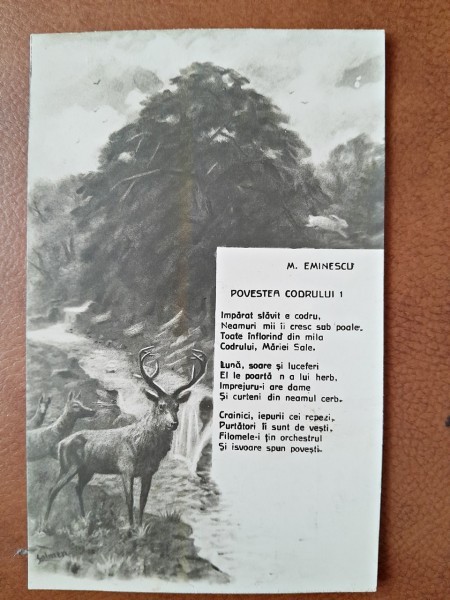 M. EMINESCU
POVESTEA CODRULUI 1
Impărat slăvit e codru,
Neamuri mii îi cresc sub poale,
Toate înflorind din mila
Codrului, Măriei Sale.
Lună, soare și luceferi
El le poartă n a lui herb,
Imprejuru-i are dame
Și curteni din neamul cerb.
Crainici, iepurii cei repezi,
Purtători îi sunt de vești,
Filomele-i țin orchestrul
Și isvoare spun povești.